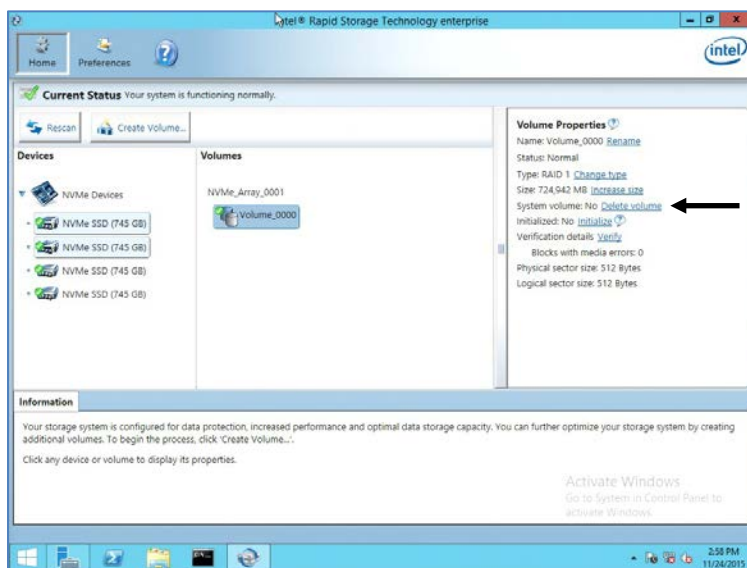 Intel® Rapid Storage Technology enterprise
Home
Preferences
intel
Current Status Your system is functioning normally.
Rescan
Create Volume...
Devices
NVMe Devices
NVMe SSD (745 GB)
NVMe SSD (745 GB)
NVMe SSD (745 GB)
NVMe SSD (745 GB)
Volumes
NVMe_Array_0001
Volume_0000
Volume Properties
Name: Volume_0000 Rename
Status: Normal
Type: RAID 1 Change type
Size: 724,942 MB Increase size
System volume: No Delete volume
Initialized: No Initialize
Verification details Verify
Blocks with media errors: 0
Physical sector size: 512 Bytes
Logical sector size: 512 Bytes
Information
Your storage system is configured for data protection, increased performance and optimal data storage capacity. You can further optimize your storage system by creating
additional volumes. To begin the process, click 'Create Volume...'.
Click any device or volume to display its properties.
Activate Windows
Go to System in Control Panel to
activate Windows.
2:58 PM
11/24/2015